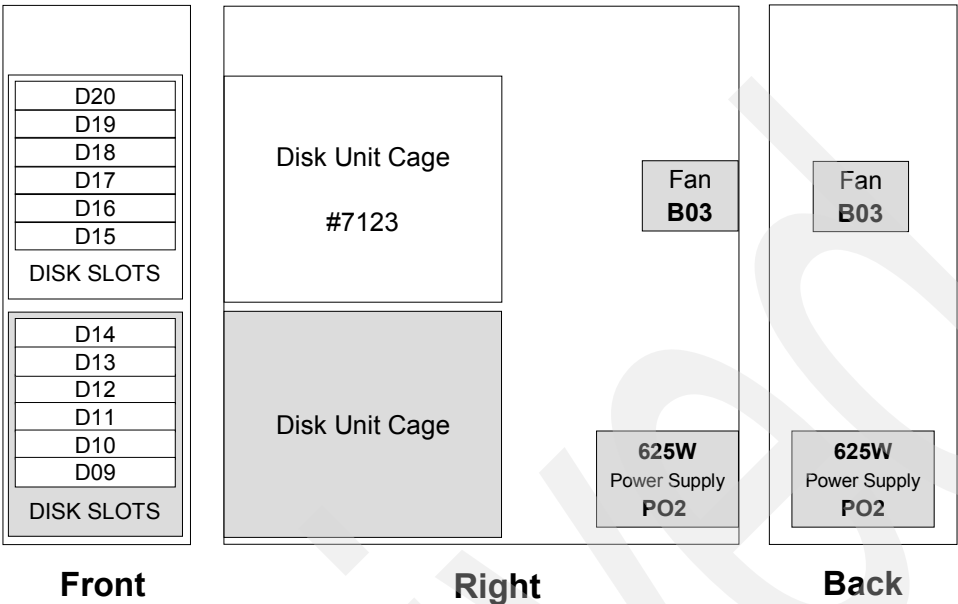 D20
D19
D18
D17
D16
D15
DISK SLOTS
D14
D13
D12
D11
D10
D09
DISK SLOTS
Front
Disk Unit Cage
#7123
Disk Unit Cage
Fan
B03
625W
Power Supply
PO2
Right
Fan
B03
625W
Power Supply
PO2
Back